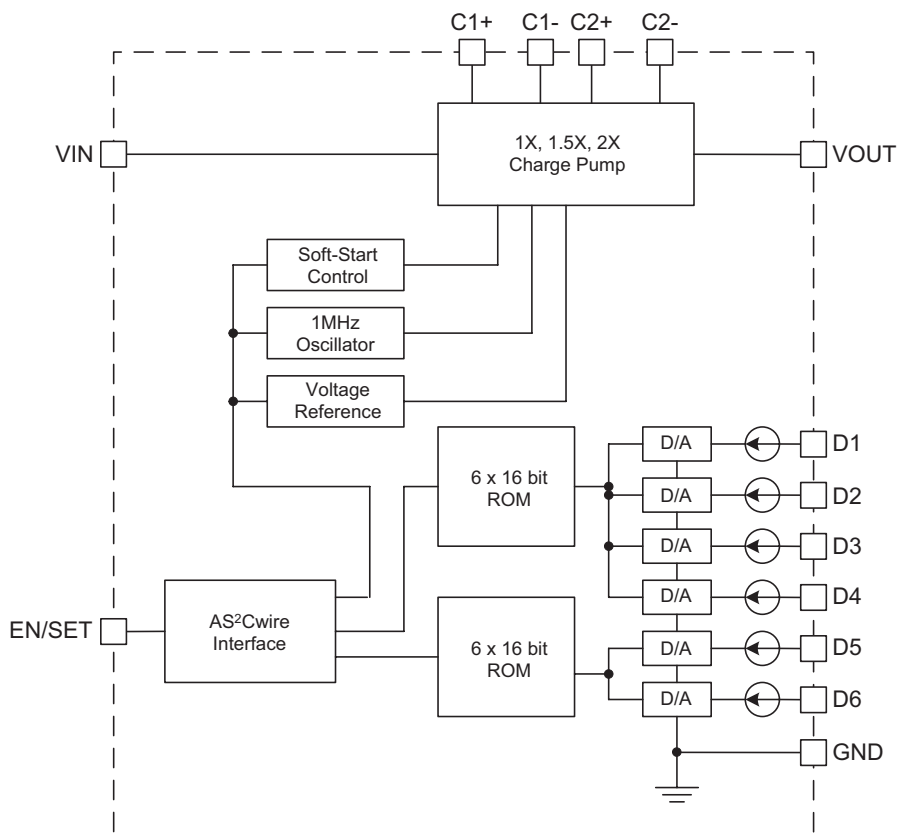 C1+ C1- C2+ C2-
VIN
1X, 1.5X, 2X
Charge Pump
VOUT
Soft-Start
Control
1MHz
Oscillator
Voltage
Reference
6 x 16 bit
ROM
D/A
D1
D/A
D2
D/A
D3
D/A
D4
EN/SET
AS²Cwire
Interface
6 x 16 bit
ROM
D/A
D5
D/A
D6
GND